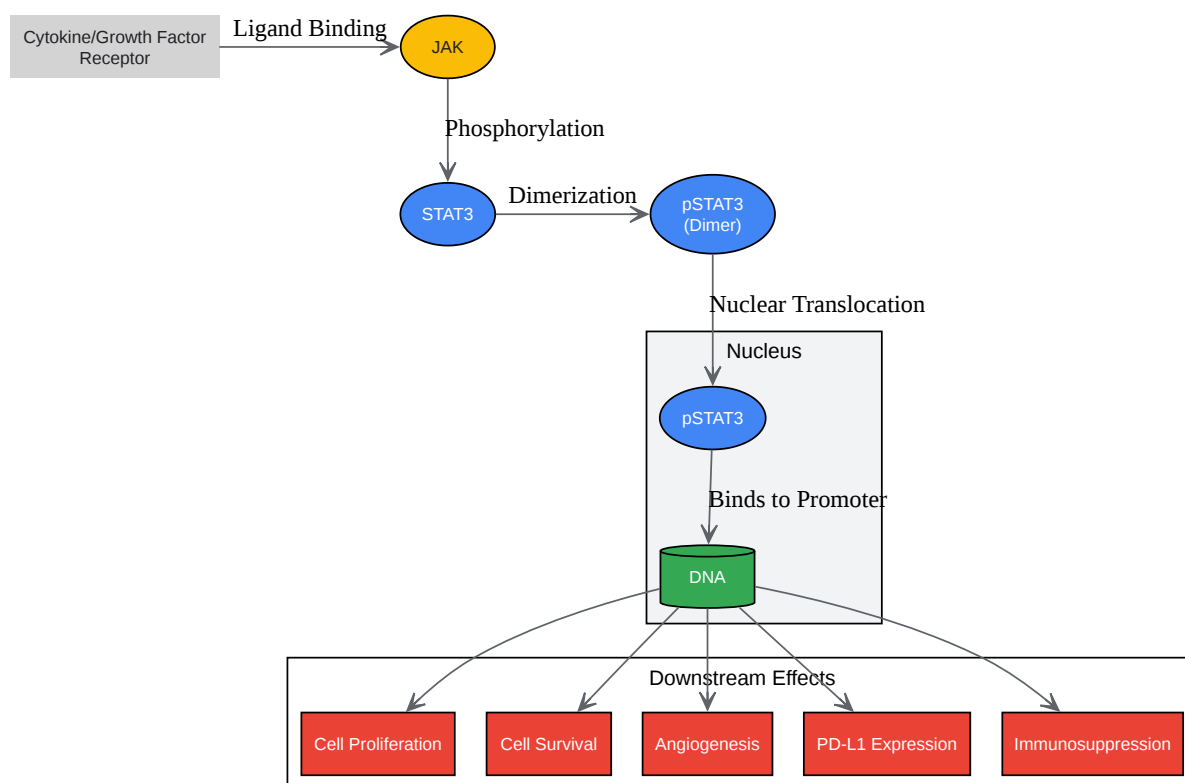 Cytokine/Growth Factor
Receptor
Ligand Binding
JAK
Phosphorylation
STAT3
Dimerization
pSTAT3
(Dimer)
Nuclear Translocation
Nucleus
pSTAT3
Binds to Promoter
DNA
Downstream Effects
Cell Proliferation
Cell Survival
Angiogenesis
PD-L1 Expression
Immunosuppression